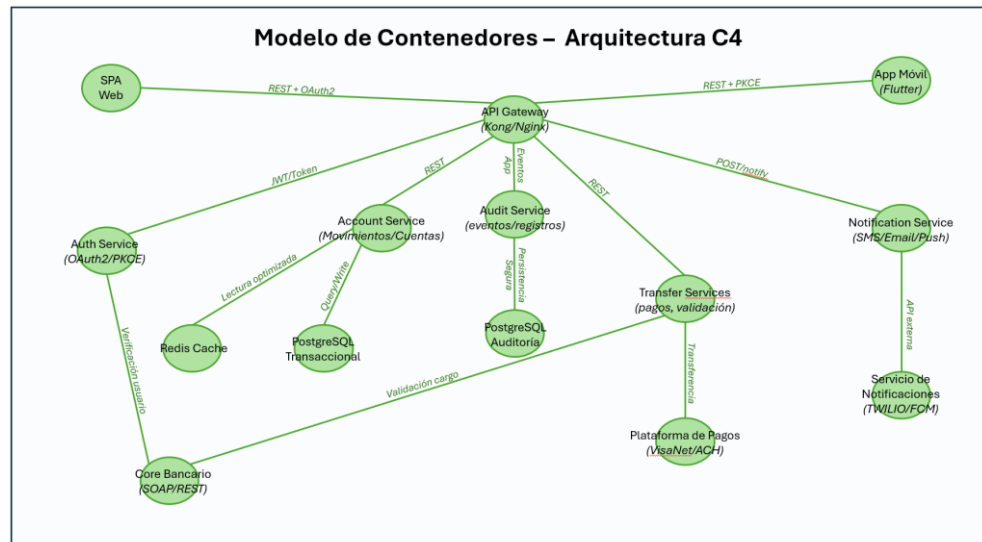 Modelo de Contenedores – Arquitectura C4
SPA
Web
REST + OAuth2
REST + PKCE
App Móvil
(Flutter)
API Gateway
(Kong/Nginx)
JWT/Token
REST
Eventos
App
REST
POST/notify
Auth Service
(OAuth2/PKCE)
Account Service
(Movimientos/Cuentas)
Audit Service
(eventos/registros)
Notification Service
(SMS/Email/Push)
Lectura optimizada
Query/Write
Persistencia
Segura
Transfer Services
(pagos, validación)
API externa
Verificación usuario
Redis Cache
PostgreSQL
Transaccional
PostgreSQL
Auditoría
Validación cargo
Transferencia
Servicio de
Notificaciones
(TWILIO/FCM)
Plataforma de Pagos
(VisaNet/ACH)
Core Bancario
(SOAP/REST)